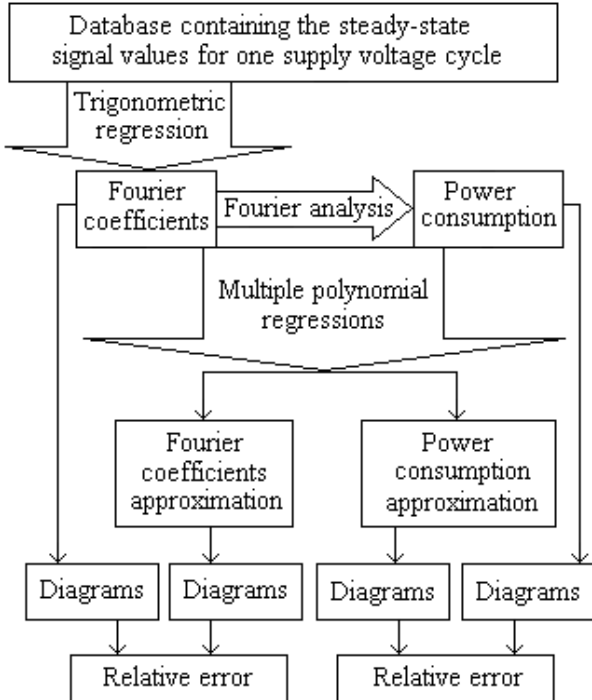 Database containing the steady-state
signal values for one supply voltage cycle
Trigonometric
regression
Fourier
coefficients
Fourier analysis
Power
consumption
Multiple polynomial
regressions
Fourier
coefficients
approximation
Power
consumption
approximation
Diagrams
Diagrams
Diagrams
Diagrams
Relative error
Relative error